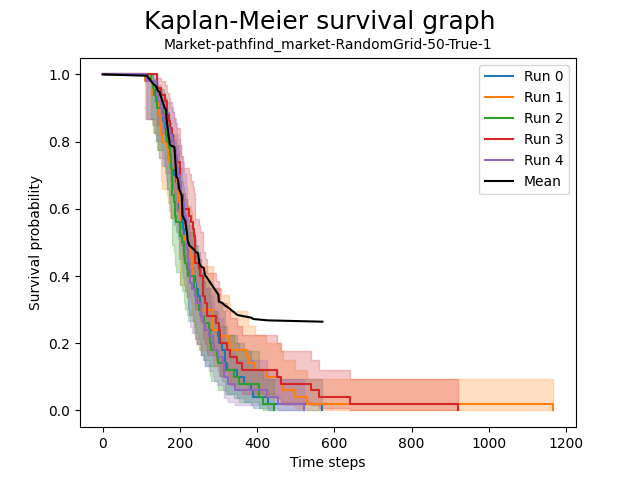 Kaplan-Meier survival graph
Market-pathfind_market-RandomGrid-50-True-1
Survival probability
1.0
0.8
0.6
0.4
0.2
0.0
Run 0
Run 1
Run 2
Run 3
Run 4
Mean
0 200 400 600 800 1000 1200
Time steps